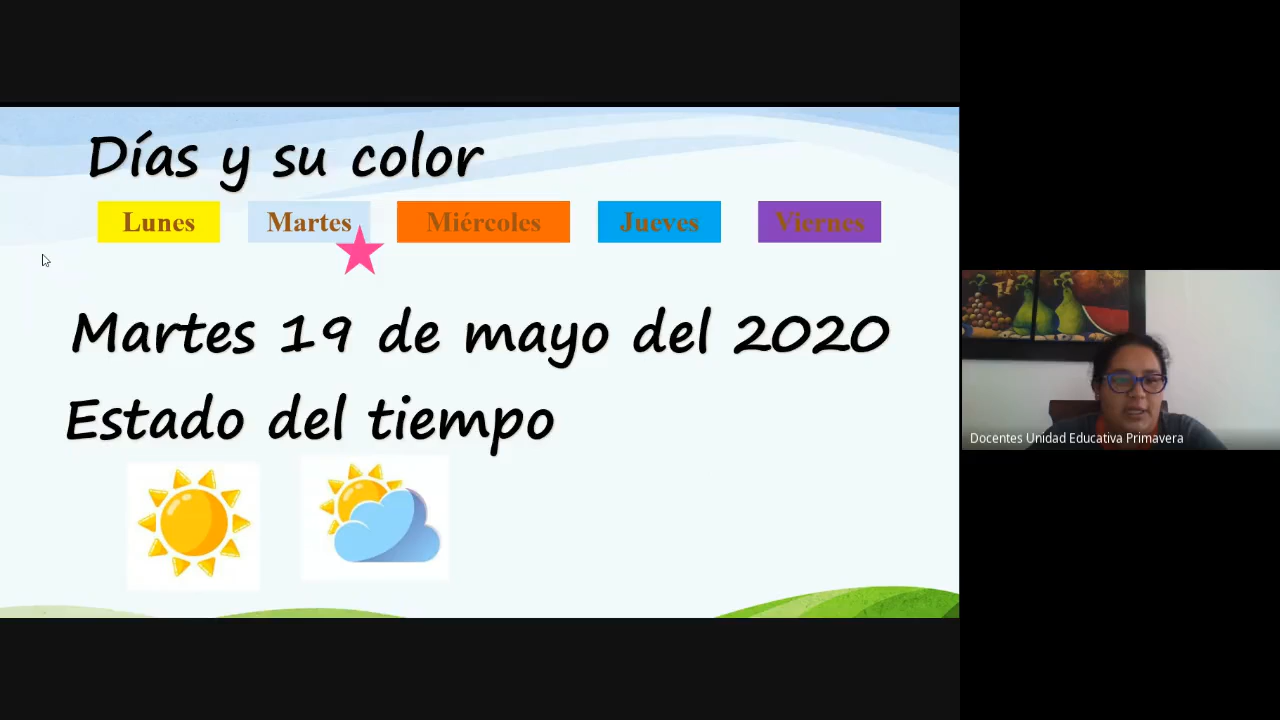 Días y su color
Lunes Martes Miércoles Jueves Viernes
Martes 19 de mayo del 2020
Estado del tiempo
Docentes Unidad Educativa Primavera